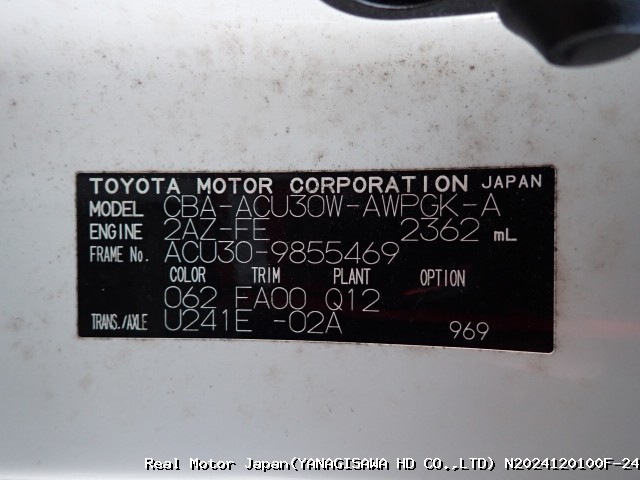 TOYOTA MOTOR CORPORATION JAPAN
MODEL CBA-ACU30W-AWPGK-A
ENGINE 2AZ-FE 2362 mL
FRAME No. ACU30-9855469
COLOR TRIM PLANT OPTION
062 EA00 Q12
TRANS./AXLE U241E -02A 969
Real Motor Japan(YANAGISAWA HD CO.,LTD) N2024120100F-24